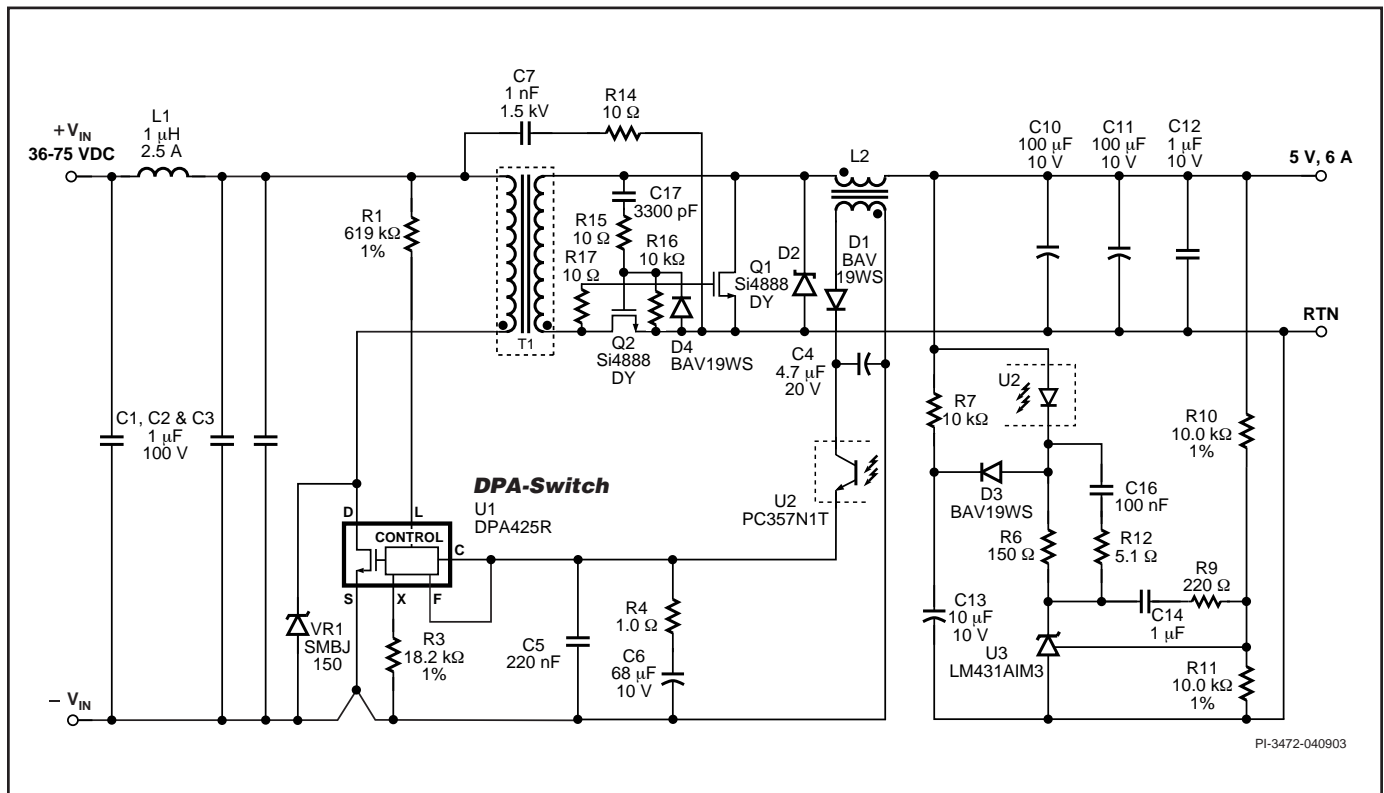 + VIN
36-75 VDC
L1
1 µH
2.5 A
C7
1 nF
1.5 kV
R14
10 Ω
C10
100 µF
10 V
C11
100 µF
10 V
C12
1 µF
10 V
5 V, 6 A
L2
R1
619 kΩ
1%
C17
3300 pF
R15
10 Ω
R16
10 kΩ
R17
10 Ω
Q1
Si4888
DY
D2
D1
BAV
19WS
T1
Q2
Si4888
DY
D4
BAV19WS
RTN
C4
4.7 µF
20 V
U2
R7
10 kΩ
R10
10.0 kΩ
1%
C1, C2 & C3
1 µF
100 V
D3
BAV19WS
C16
100 nF
DPA-Switch
U1
DPA425R
U2
PC357N1T
D
L
CONTROL
C
S
X
F
R6
150 Ω
R12
5.1 Ω
R9
220 Ω
VR1
SMBJ
150
R3
18.2 kΩ
1%
C5
220 nF
R4
1.0 Ω
C6
68 µF
10 V
C13
10 µF
10 V
C14
1 µF
U3
LM431AIM3
R11
10.0 kΩ
1%
− VIN
PI-3472-040903